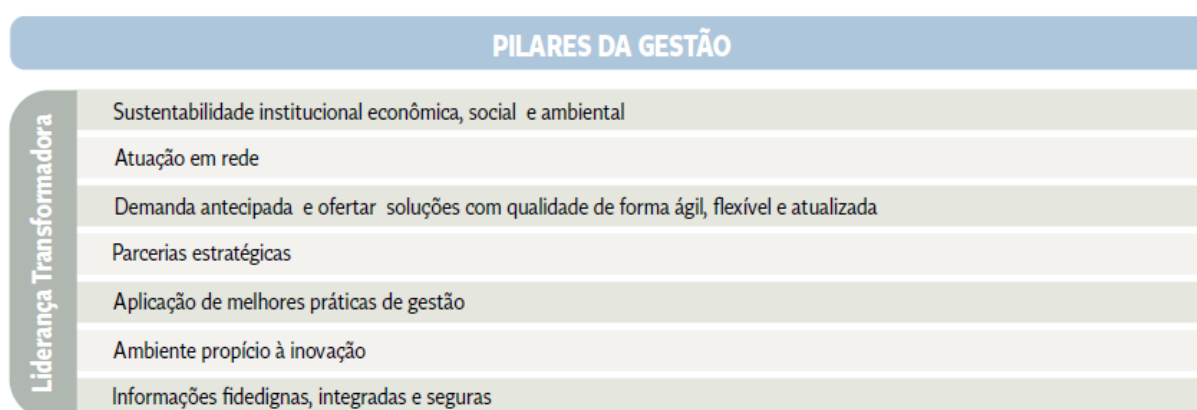 PILARES DA GESTÃO
Liderança Transformadora
Sustentabilidade institucional econômica, social e ambiental
Atuação em rede
Demanda antecipada e ofertar soluções com qualidade de forma ágil, flexível e atualizada
Parcerias estratégicas
Aplicação de melhores práticas de gestão
Ambiente propício à inovação
Informações fidedignas, integradas e seguras